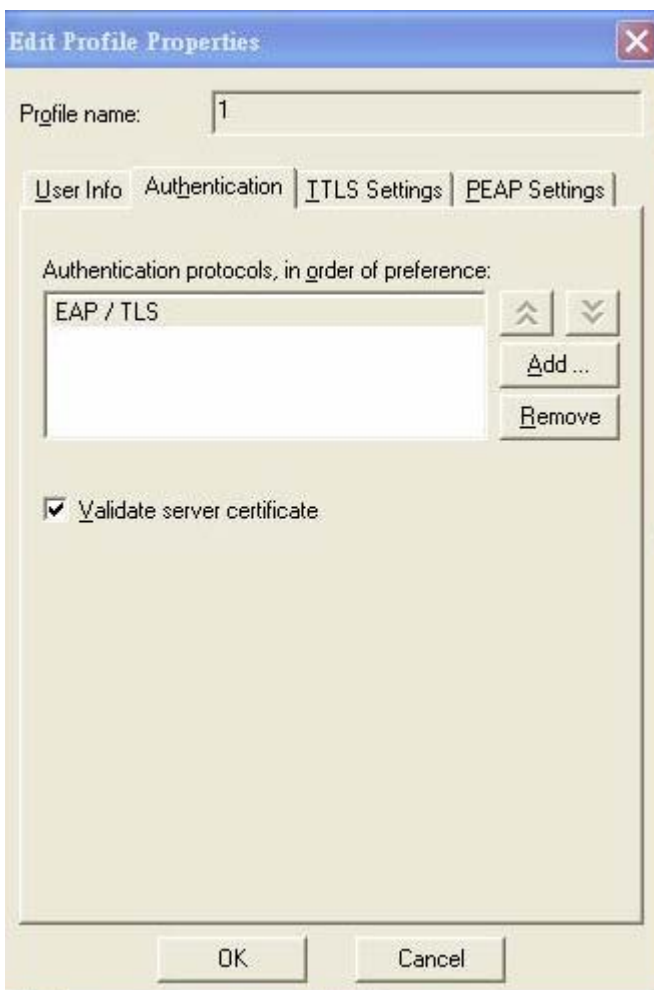 Edit Profile Properties
Profile name: 1
User Info Authentication TTLS Settings PEAP Settings
Authentication protocols, in order of preference:
EAP / TLS
Add ...
Remove
Validate server certificate
OK Cancel